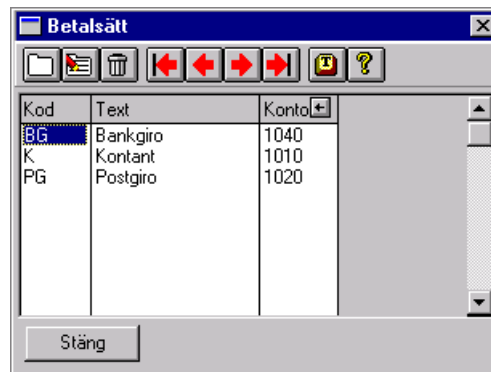 Betalsätt
Kod Text Konto
BG Bankgiro 1040
K Kontant 1010
PG Postgiro 1020
Stäng